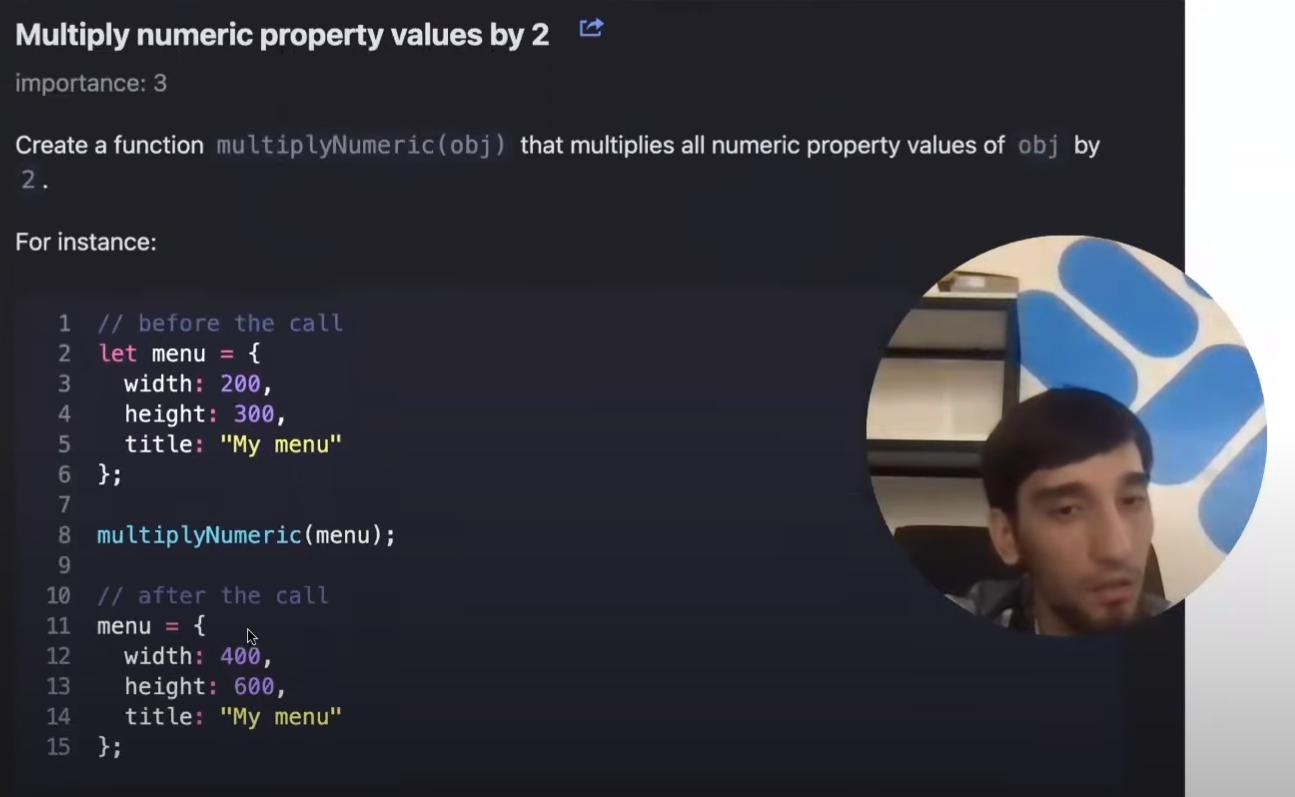 Multiply numeric property values by 2
importance: 3
Create a function multiplyNumeric(obj) that multiplies all numeric property values of obj by
2.
For instance:
1 // before the call
2 let menu = {
3   width: 200,
4   height: 300,
5   title: "My menu"
6 };
7
8 multiplyNumeric(menu);
9
10 // after the call
11 menu = {
12   width: 400,
13   height: 600,
14   title: "My menu"
15 };